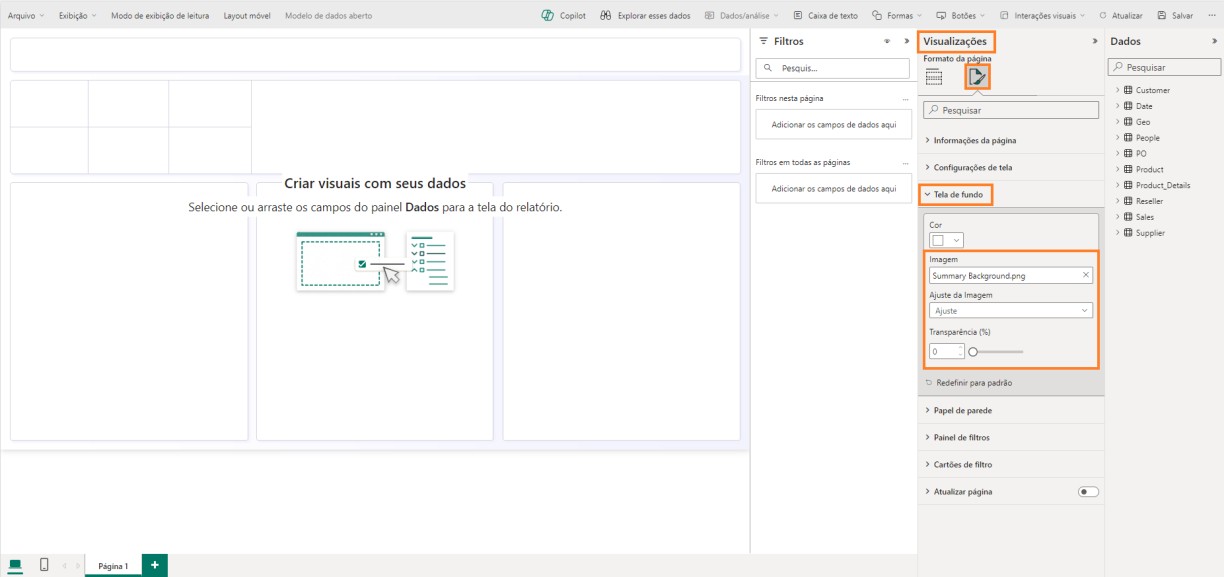 Arquivo
Exibição
Modo de exibição de leitura
Layout móvel
Modelo de dados aberto
Copilot
Explorar esses dados
Dados/análise
Caixa de texto
Formas
Botões
Interações visuais
Atualizar
Salvar
...
Criar visuais com seus dados
Selecione ou arraste os campos do painel Dados para a tela do relatório.
Página 1
+
Filtros
Pesquis...
Filtros nesta página
...
Adicionar os campos de dados aqui
Filtros em todas as páginas
...
Adicionar os campos de dados aqui
Visualizações
Formato da página
Pesquisar
Informações da página
Configurações de tela
Tela de fundo
Cor
Imagem
Summary Background.png
Ajuste da Imagem
Ajuste
Transparência (%)
0
Redefinir para padrão
Papel de parede
Painel de filtros
Cartões de filtro
Atualizar página
Dados
Pesquisar
Customer
Date
Geo
People
PO
Product
Product_Details
Reseller
Sales
Supplier